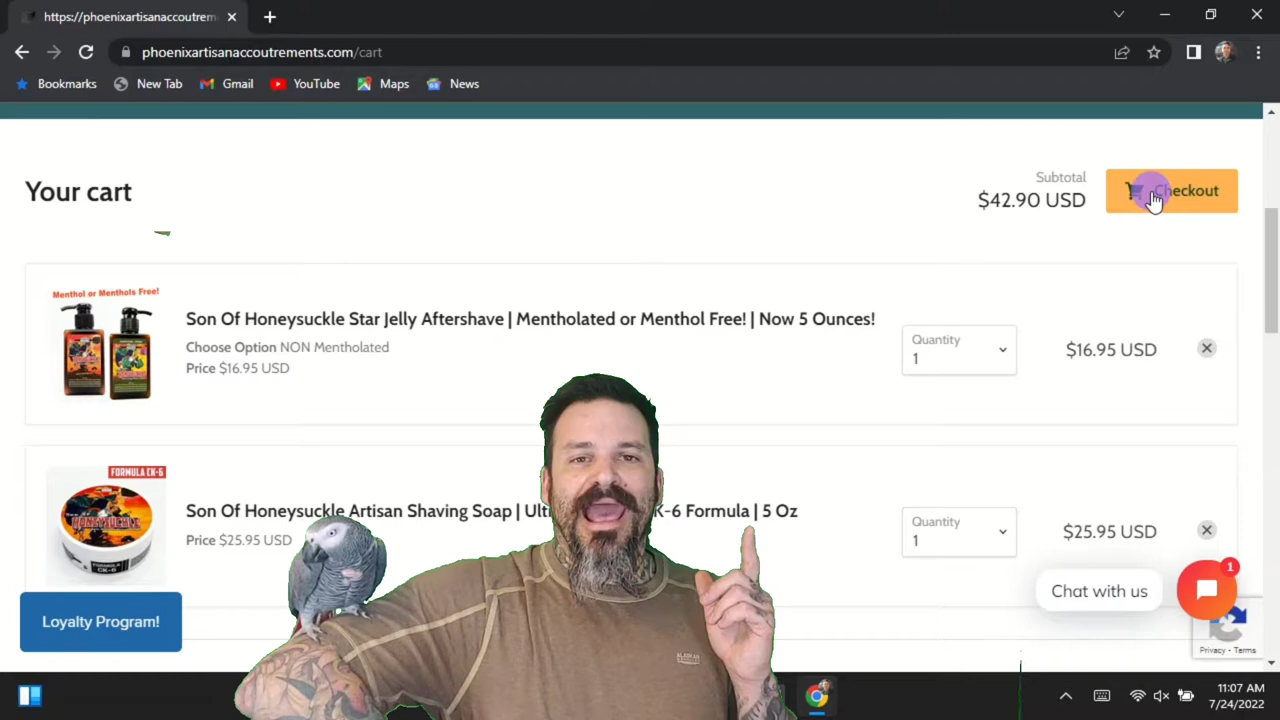 https://phoenixartisanaccoutrem
phoenixartisanaccoutrements.com/cart
Bookmarks New Tab Gmail YouTube Maps News
Your cart
Subtotal
$42.90 USD
Checkout
Menthol or Menthols Free!
Son Of Honeysuckle Star Jelly Aftershave | Mentholated or Menthol Free! | Now 5 Ounces!
Choose Option NON Mentholated
Price $16.95 USD
Quantity
1
$16.95 USD
FORMULA CK-6
HONEYSUCKLE
FORMULA
CK-6
Son Of Honeysuckle Artisan Shaving Soap | Ult K-6 Formula | 5 Oz
Price $25.95 USD
Quantity
1
$25.95 USD
Chat with us
1
Loyalty Program!
Privacy - Terms
11:07 AM
7/24/2022